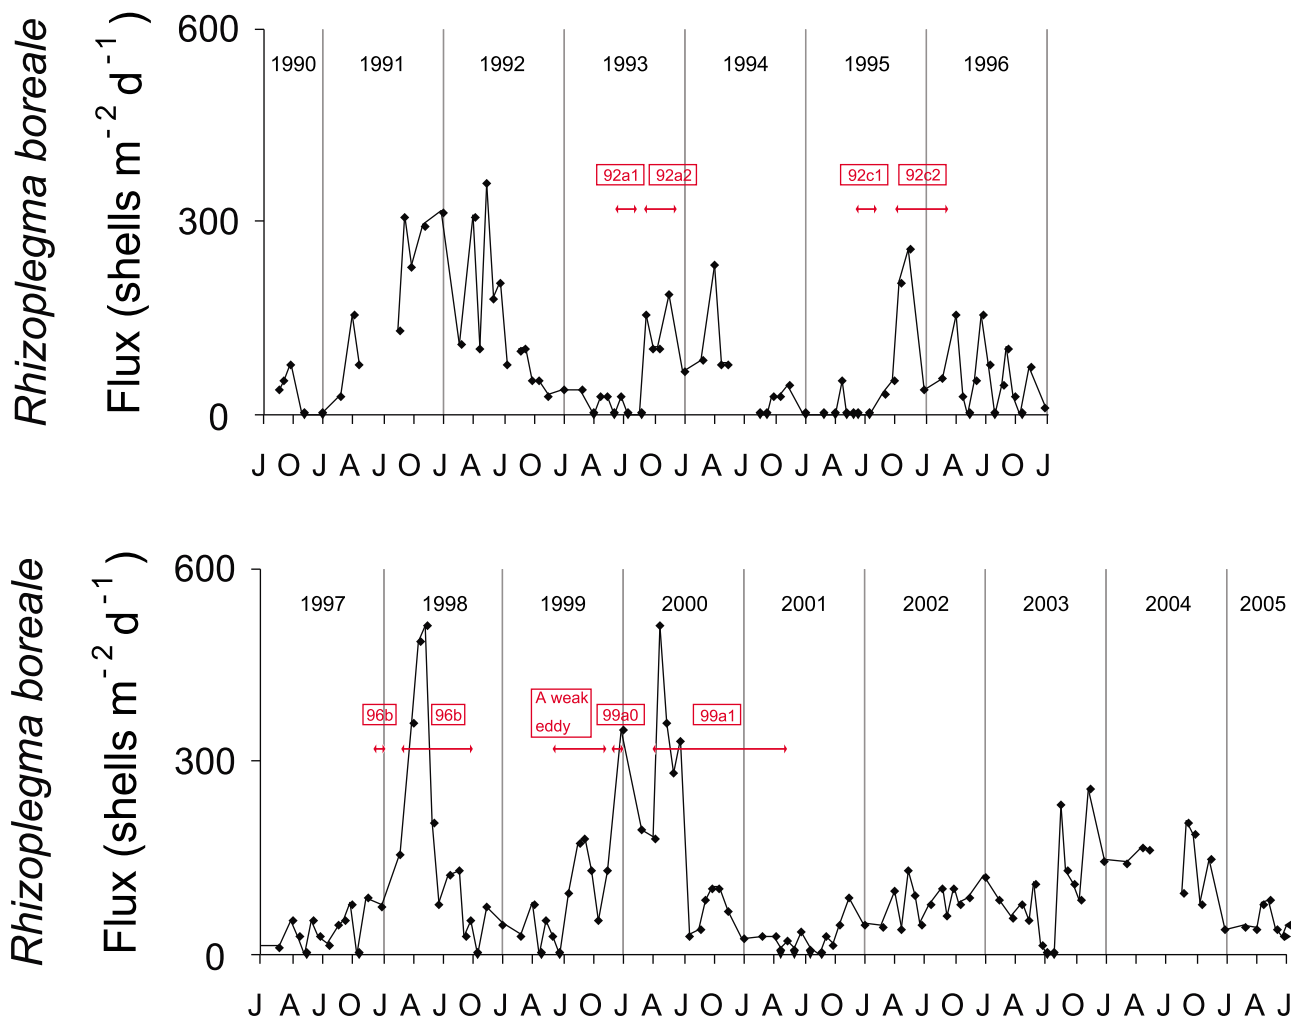 Rhizoplegma boreale
Flux (shells m-2 d-1)
600
300
0
1990 1991 1992 1993 1994 1995 1996
92a1 92a2 92c1 92c2
J O J A J O J A J O J A J O J A J O J A J O J A J O J
Rhizoplegma boreale
Flux (shells m-2 d-1)
600
300
0
1997 1998 1999 2000 2001 2002 2003 2004 2005
96b 96b A weak
eddy 99a0 99a1
J A J O J A J O J A J O J A J O J A J O J A J O J A J O J A J O J A J